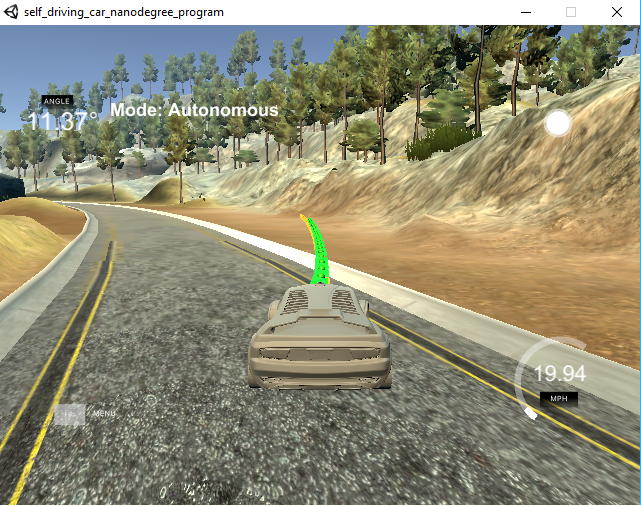 self_driving_car_nanodegree_program
ANGLE
11.37°
Mode: Autonomous
19.94
MPH
MENU